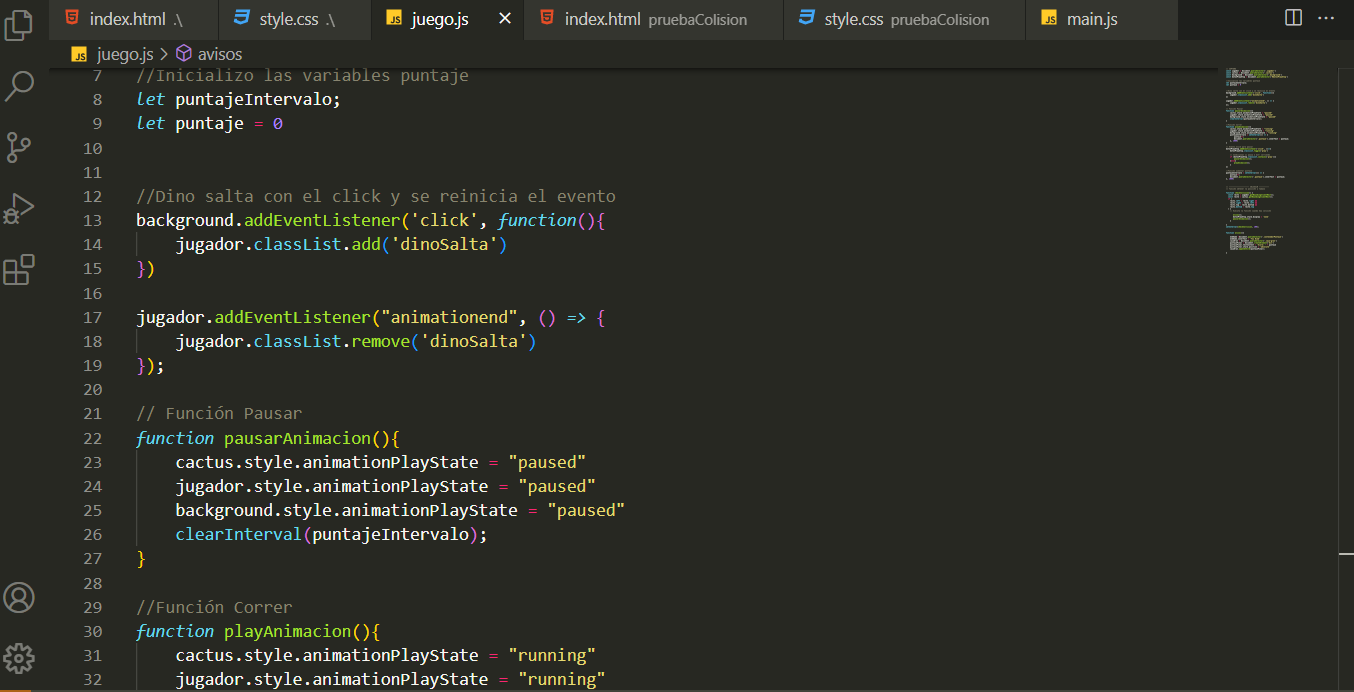 index.html .\ style.css .\ JS juego.js × index.html pruebaColision style.css pruebaColision JS main.js ...
JS juego.js > avisos
7 //Inicializo las variables puntaje
8 let puntajeIntervalo;
9 let puntaje = 0
10
11
12 //Dino salta con el click y se reinicia el evento
13 background.addEventListener('click', function(){
14 jugador.classList.add('dinoSalta')
15 })
16
17 jugador.addEventListener("animationend", () => {
18 jugador.classList.remove('dinoSalta')
19 });
20
21 // Función Pausar
22 function pausarAnimacion(){
23 cactus.style.animationPlayState = "paused"
24 jugador.style.animationPlayState = "paused"
25 background.style.animationPlayState = "paused"
26 clearInterval(puntajeIntervalo);
27 }
28
29 //Función Correr
30 function playAnimacion(){
31 cactus.style.animationPlayState = "running"
32 jugador.style.animationPlayState = "running"